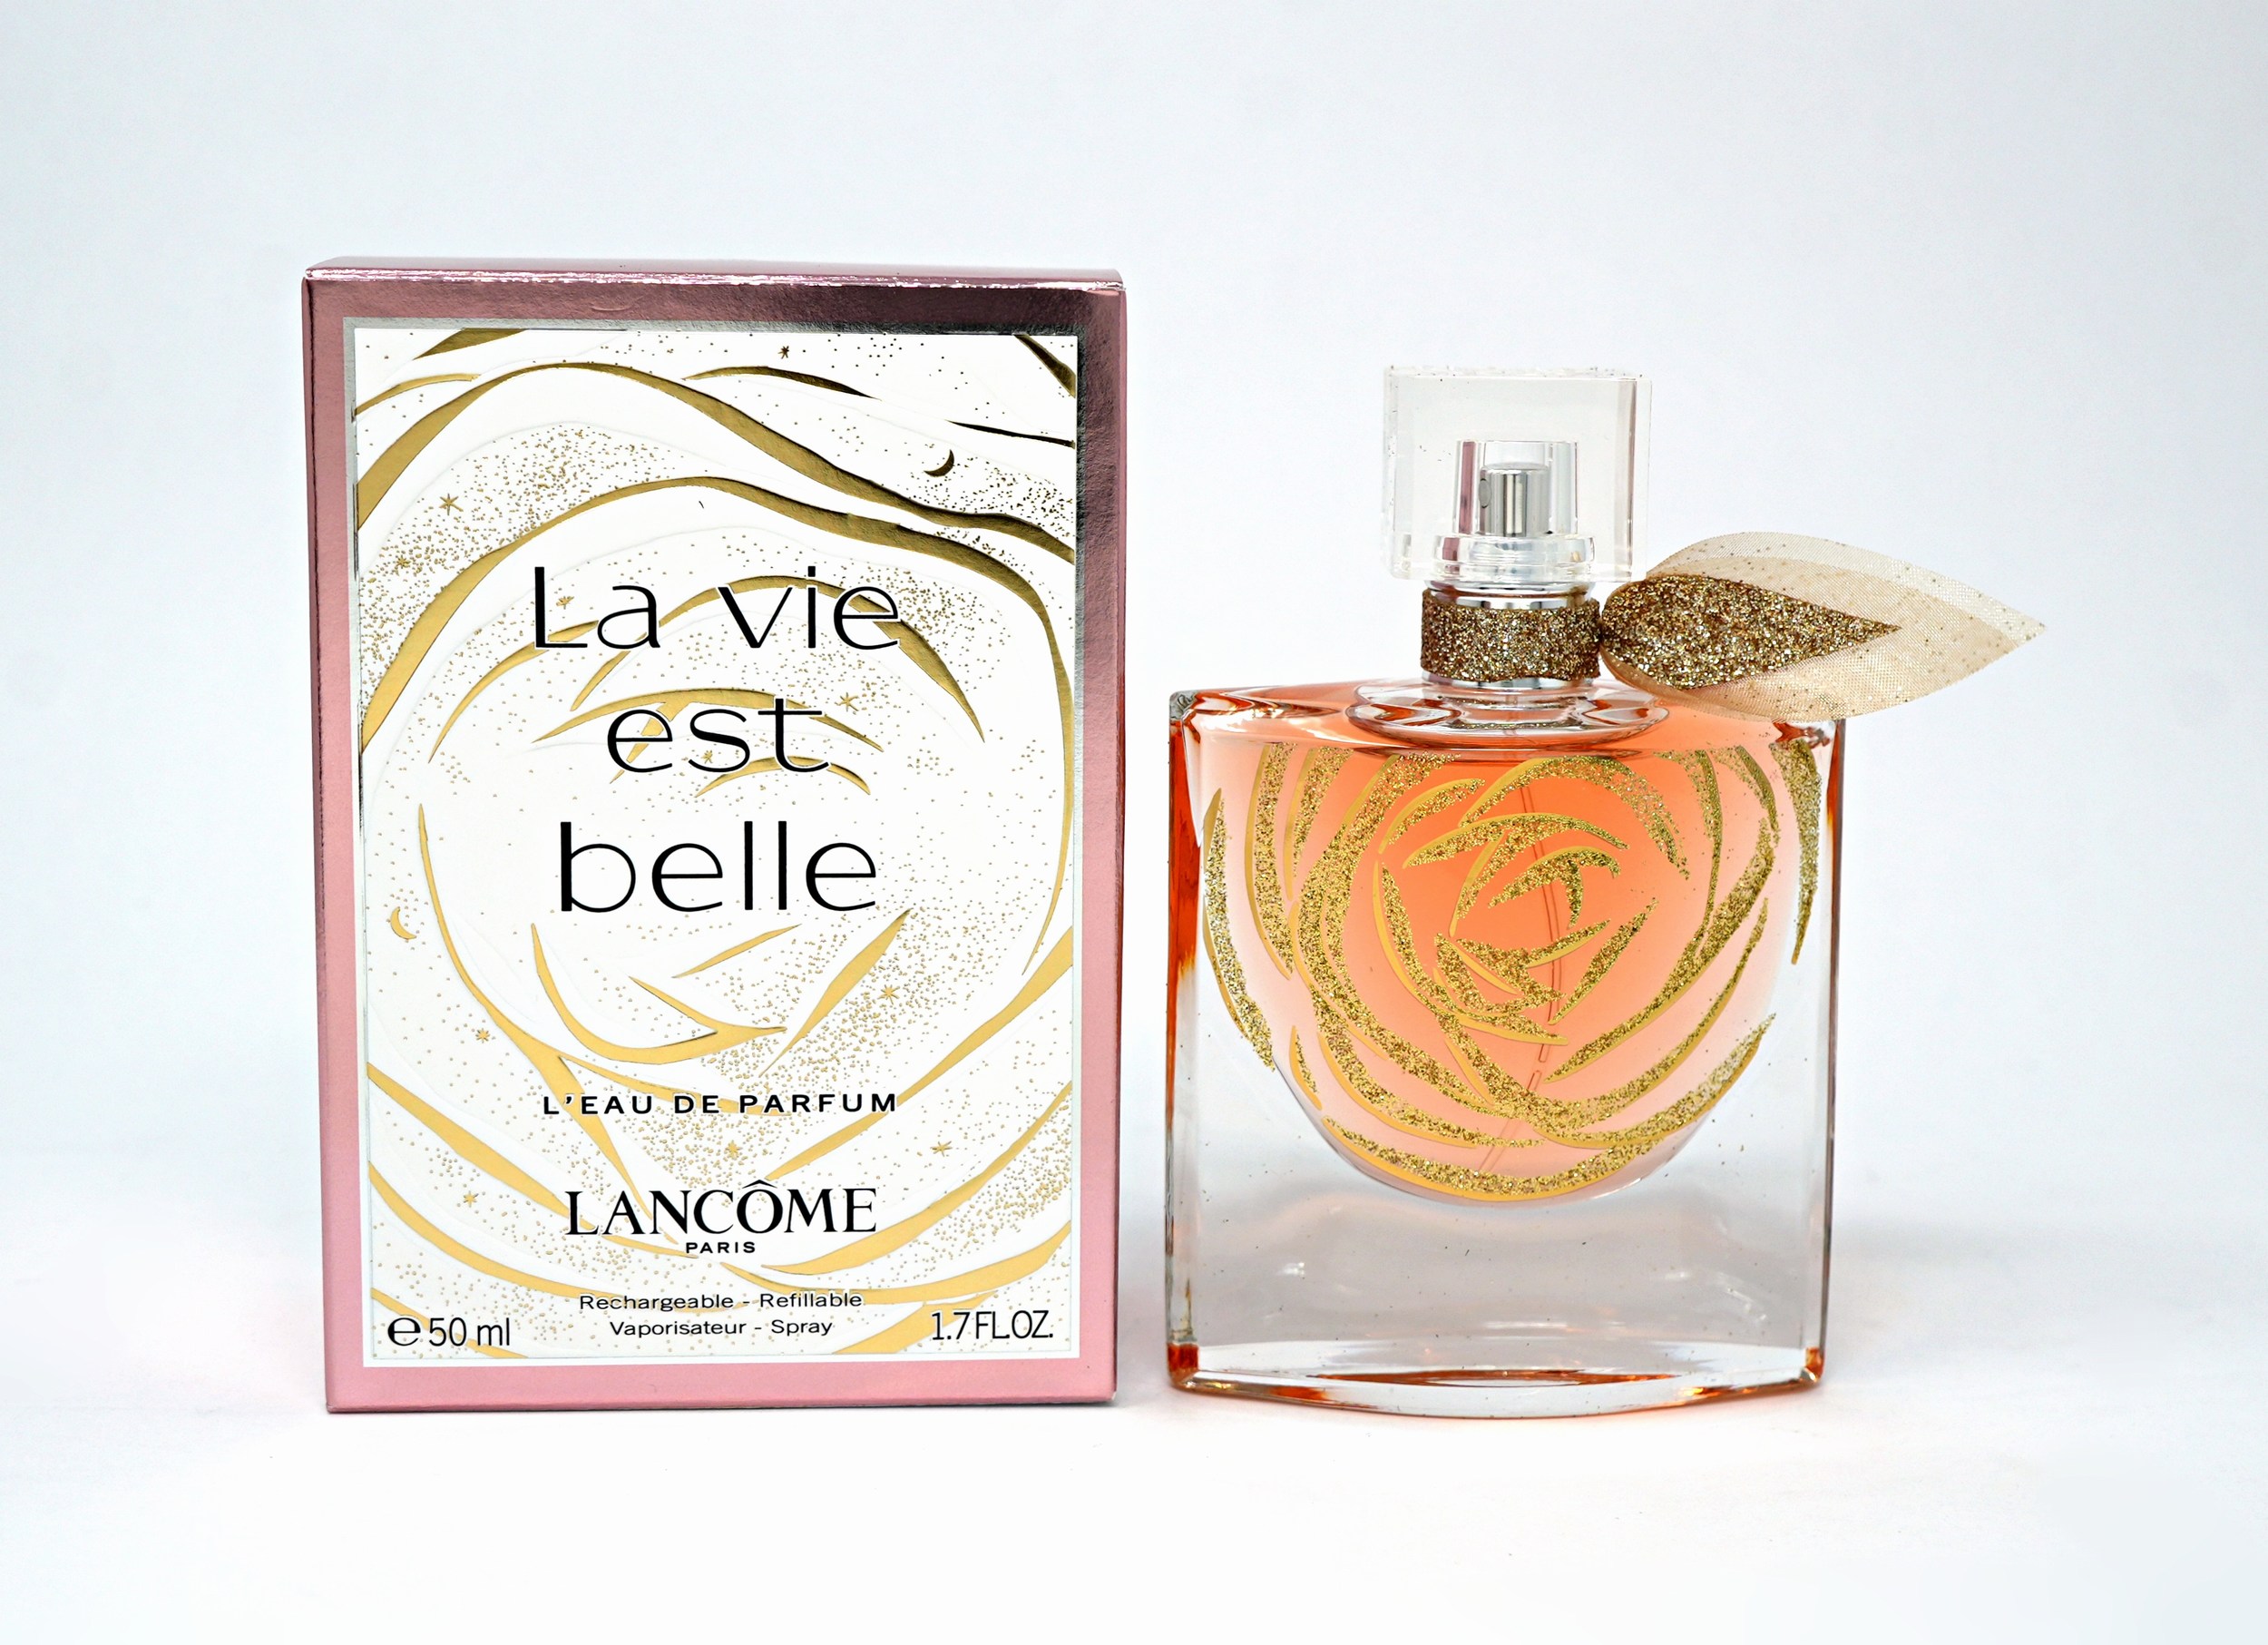 La vie
est
belle
L'EAU DE PARFUM
LANCÔME
PARIS
Rechargeable - Refillable
Vaporisateur - Spray
℮ 50 ml
1.7 FL.OZ.